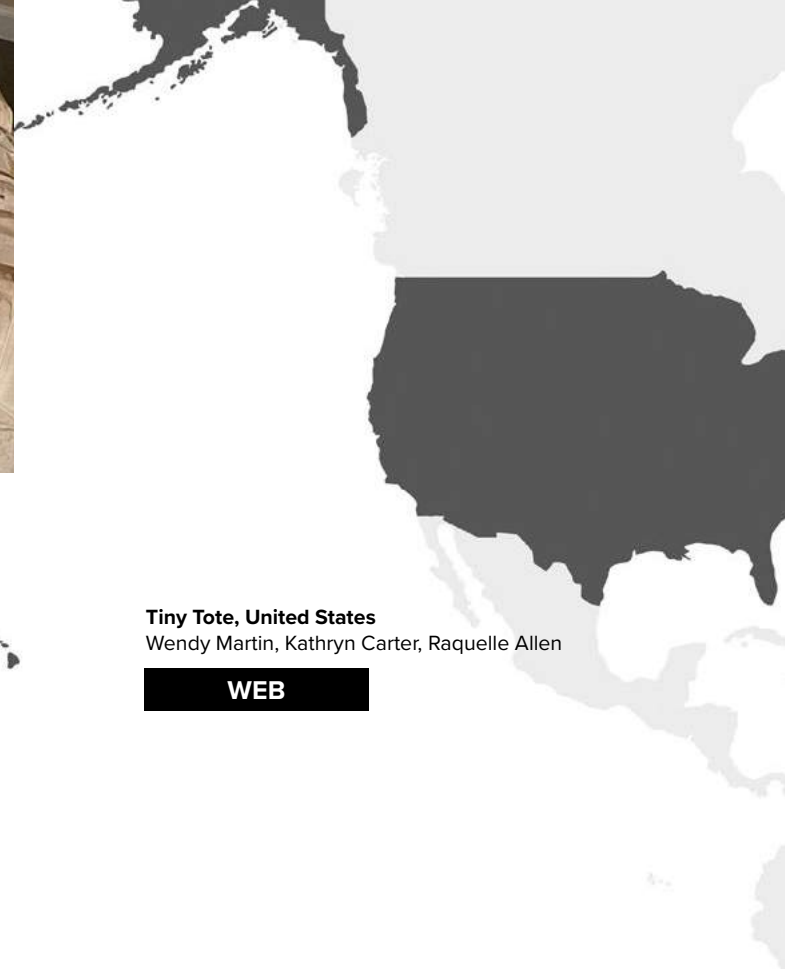 Tiny Tote, United States
Wendy Martin, Kathryn Carter, Raquelle Allen
WEB